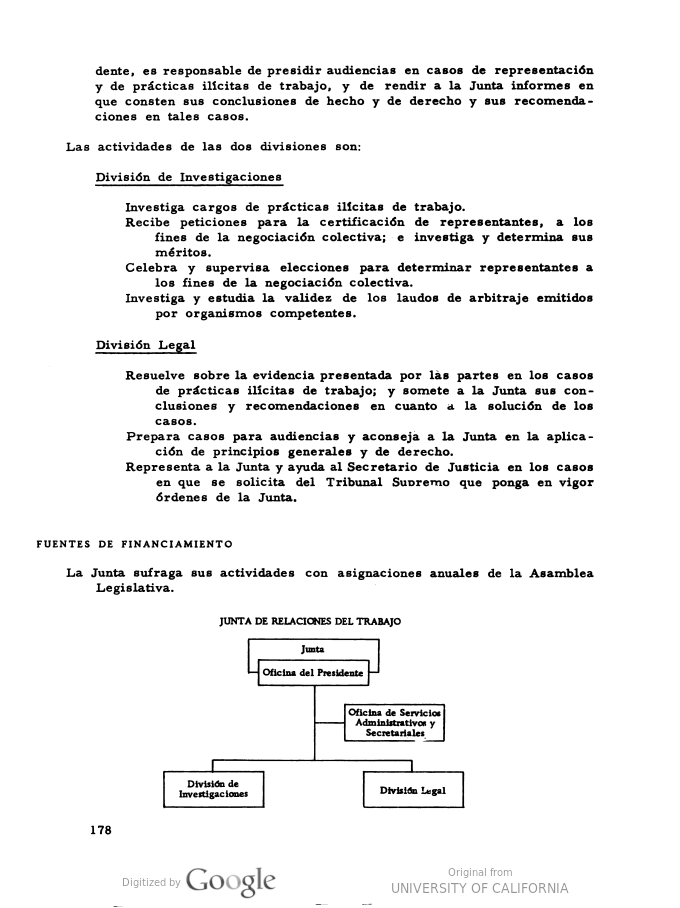 dente, es responsable de presidir audiencias en casos de representación
y de prácticas ilícitas de trabajo, y de rendir a la Junta informes en
que consten sus conclusiones de hecho y de derecho y sus recomenda-
ciones en tales casos.
Las actividades de las dos divisiones son:
División de Investigaciones
Investiga cargos de prácticas ilícitas de trabajo.
Recibe peticiones para la certificación de representantes, a los
fines de la negociación colectiva; e investiga y determina sus
méritos.
Celebra y supervisa elecciones para determinar representantes a
los fines de la negociación colectiva.
Investiga y estudia la validez de los laudos de arbitraje emitidos
por organismos competentes.
División Legal
Resuelve sobre la evidencia presentada por las partes en los casos
de prácticas ilícitas de trabajo; y somete a la Junta sus con-
clusiones y recomendaciones en cuanto a la solución de los
casos.
Prepara casos para audiencias y aconseja a la Junta en la aplica-
ción de principios generales y de derecho.
Representa a la Junta y ayuda al Secretario de Justicia en los casos
en que se solicita del Tribunal Supremo que ponga en vigor
órdenes de la Junta.
FUENTES DE FINANCIAMIENTO
La Junta sufraga sus actividades con asignaciones anuales de la Asamblea
Legislativa.
JUNTA DE RELACIONES DEL TRABAJO
Junta
Oficina del Presidente
Oficina de Servicios
Administrativos y
Secretariales
División de
Investigaciones
División Legal
178
Digitized by Google
Original from
UNIVERSITY OF CALIFORNIA